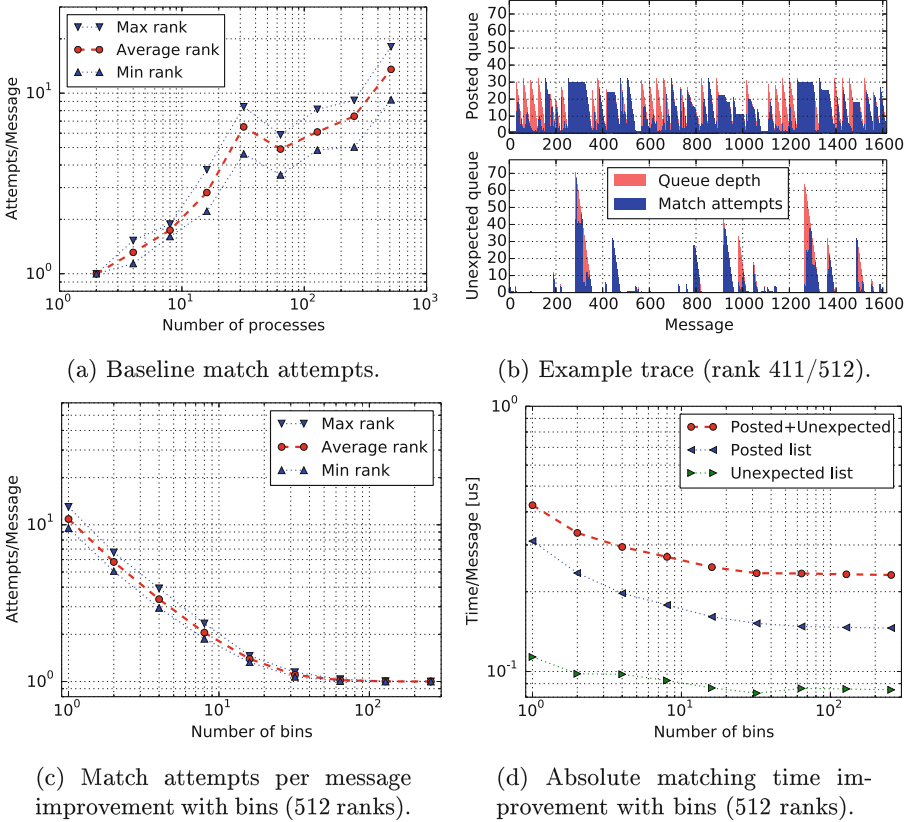 Max rank
Average rank
Min rank
10^1
10^0
Attempts/Message
10^0 10^1 10^2 10^3
Number of processes
(a) Baseline match attempts.
70
60
50
40
30
20
10
0
Posted queue
0 200 400 600 800 1000 1200 1400 1600
70
60
50
40
30
20
10
0
Unexpected queue
Queue depth
Match attempts
0 200 400 600 800 1000 1200 1400 1600
Message
(b) Example trace (rank 411/512).
Max rank
Average rank
Min rank
10^1
10^0
Attempts/Message
10^0 10^1 10^2
Number of bins
(c) Match attempts per message
improvement with bins (512 ranks).
10^0
10^-1
Time/Message [us]
Posted+Unexpected
Posted list
Unexpected list
10^0 10^1 10^2
Number of bins
(d) Absolute matching time im-
provement with bins (512 ranks).